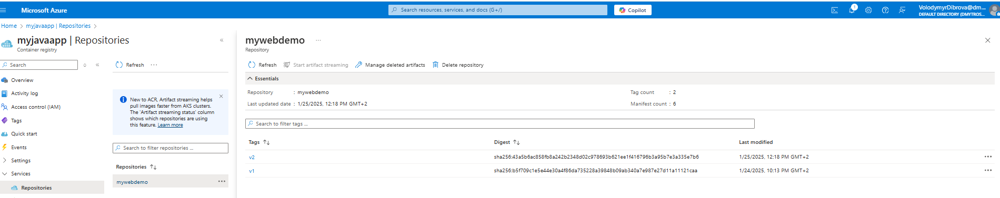 Microsoft Azure
Search resources, services, and docs (G+/)
Copilot
1
VolodymyrDibrova@dm...
DEFAULT DIRECTORY (DMYTROS...
Home > myjavaapp | Repositories >
myjavaapp | Repositories
Container registry
Search
Overview
Activity log
Access control (IAM)
Tags
Quick start
Events
Settings
Services
Repositories
Refresh ...
New to ACR, Artifact streaming helps
pull images faster from AKS clusters.
The 'Artifact streaming status' column
shows which repositories are using
this feature. Learn more
Search to filter repositories ...
Repositories
mywebdemo ...
mywebdemo ...
Repository
Refresh Start artifact streaming Manage deleted artifacts Delete repository
Essentials
Repository : mywebdemo Tag count : 2
Last updated date : 1/25/2025, 12:18 PM GMT+2 Manifest count : 6
Search to filter tags ...
Tags Digest Last modified
v2 sha256:43a5b6ac858fb8a242b2348d02c978693b621ee1f416796b3a95b7e3a335e7b6 1/25/2025, 12:18 PM GMT+2 ...
v1 sha256:b5f709c1e5e44e30a4f86da735228a39848b09ab340a7e987e27d11a11121caa 1/24/2025, 10:13 PM GMT+2 ...